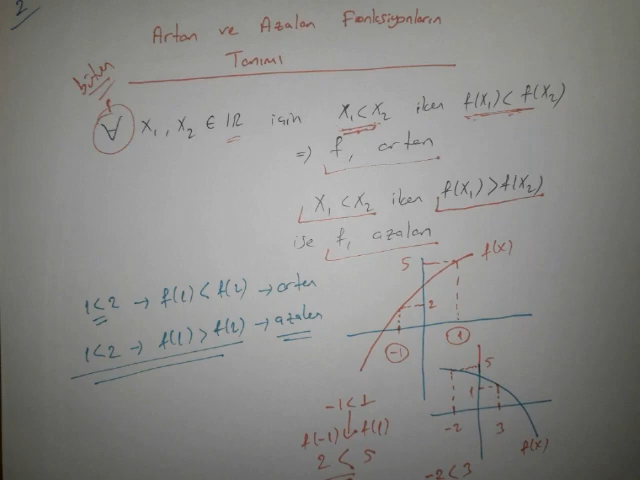 2
Artan ve Azalan Fonksiyonların
Tanımı
bütün
∀ x₁, x₂ ∈ IR için x₁ < x₂ iken f(x₁) < f(x₂)
=> f, artan
x₁ < x₂ iken f(x₁) > f(x₂)
ise f, azalan
1<2 → f(1) < f(2) → artan
1<2 → f(1) > f(2) → azalan
5
f(x)
2
-1
1
-1<1
f(-1) f(1)
2 < 5
5
1
-2
3
f(x)
-2<3